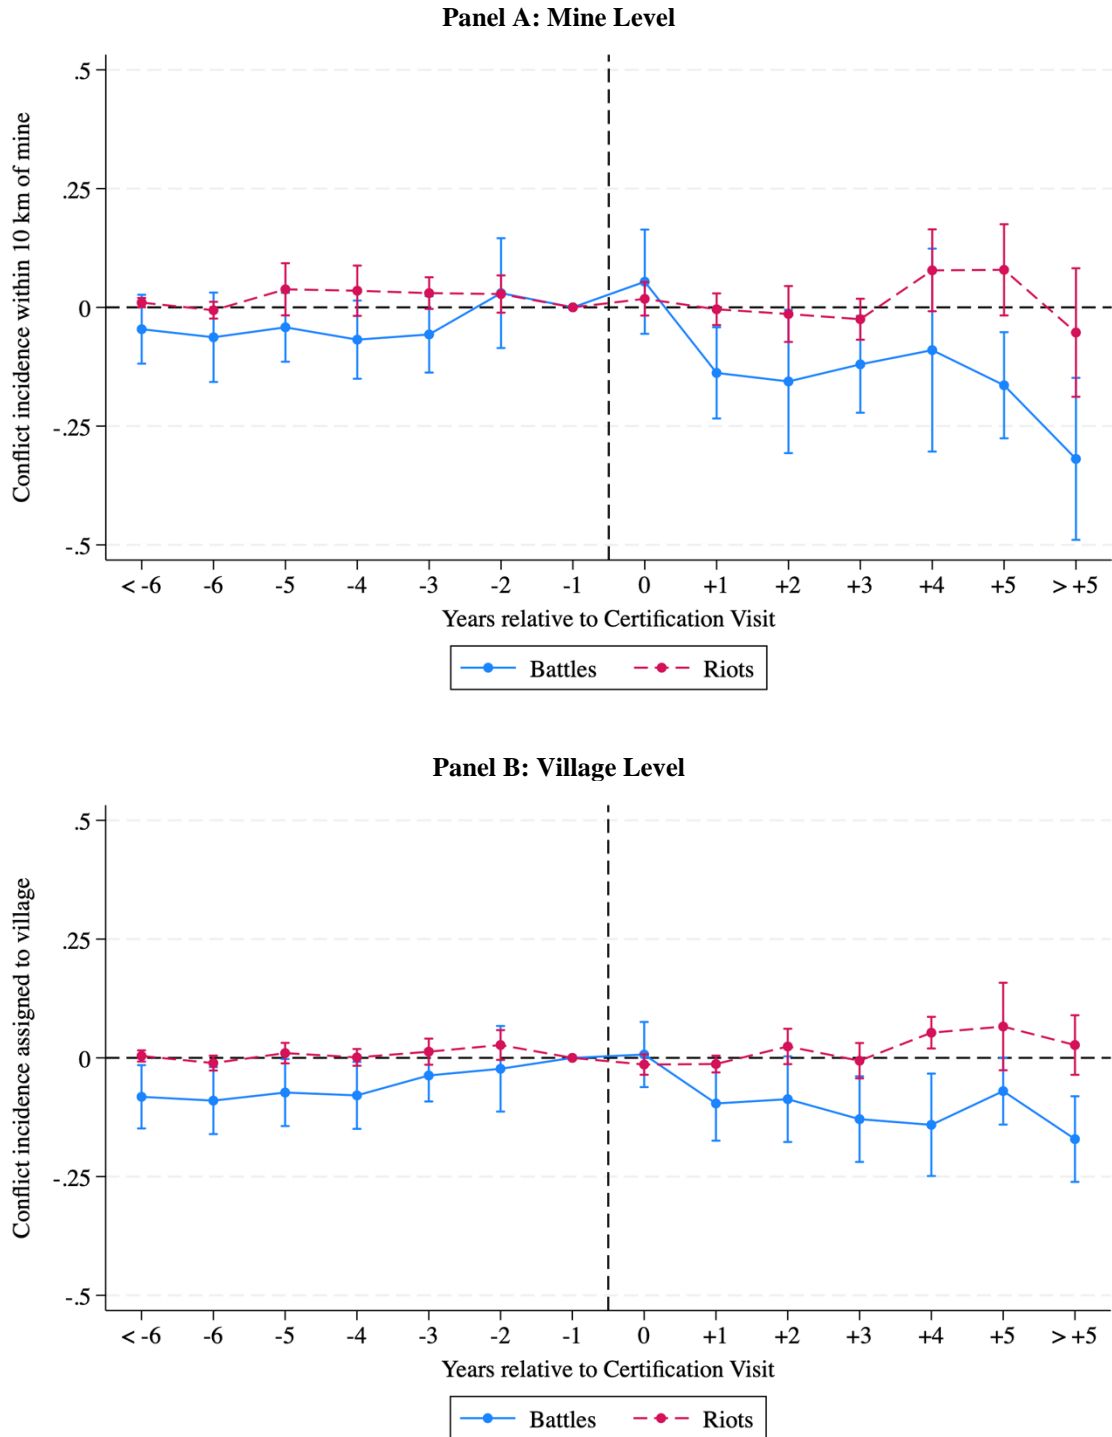 Panel A: Mine Level
Conflict incidence within 10 km of mine
.5
.25
0
-.25
-.5
< -6 -6 -5 -4 -3 -2 -1 0 +1 +2 +3 +4 +5 > +5
Years relative to Certification Visit
Battles Riots
Panel B: Village Level
Conflict incidence assigned to village
.5
.25
0
-.25
-.5
< -6 -6 -5 -4 -3 -2 -1 0 +1 +2 +3 +4 +5 > +5
Years relative to Certification Visit
Battles Riots